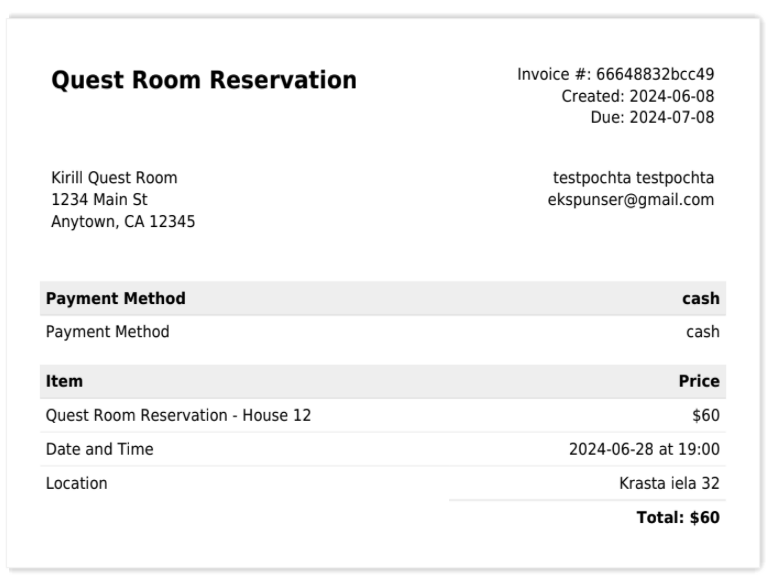 Quest Room Reservation
Invoice #: 66648832bcc49
Created: 2024-06-08
Due: 2024-07-08
Kirill Quest Room
1234 Main St
Anytown, CA 12345
testpochta testpochta
ekspunser@gmail.com
Payment Method cash
Payment Method cash
Item Price
Quest Room Reservation - House 12 $60
Date and Time 2024-06-28 at 19:00
Location Krasta iela 32
Total: $60